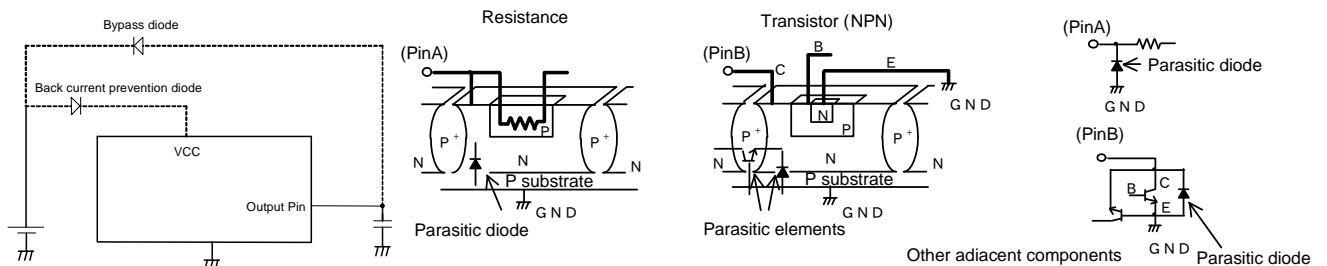 Bypass diode
Back current prevention diode
VCC
Output Pin
Resistance
(PinA)
P
P +
P +
N
N
N
P substrate
GND
Parasitic diode
Transistor (NPN)
(PinB)
B
C
E
GND
N
P
P +
P +
N
N
N
P substrate
GND
Parasitic elements
(PinA)
Parasitic diode
GND
(PinB)
C
B
E
GND
Parasitic diode
Other adiacent components